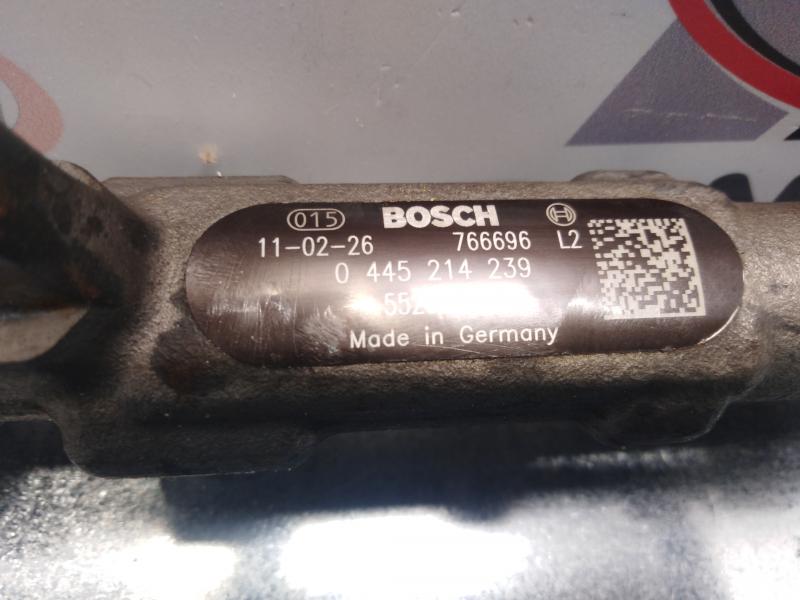 015 BOSCH
11-02-26 766696 L2
0 445 214 239
Made in Germany